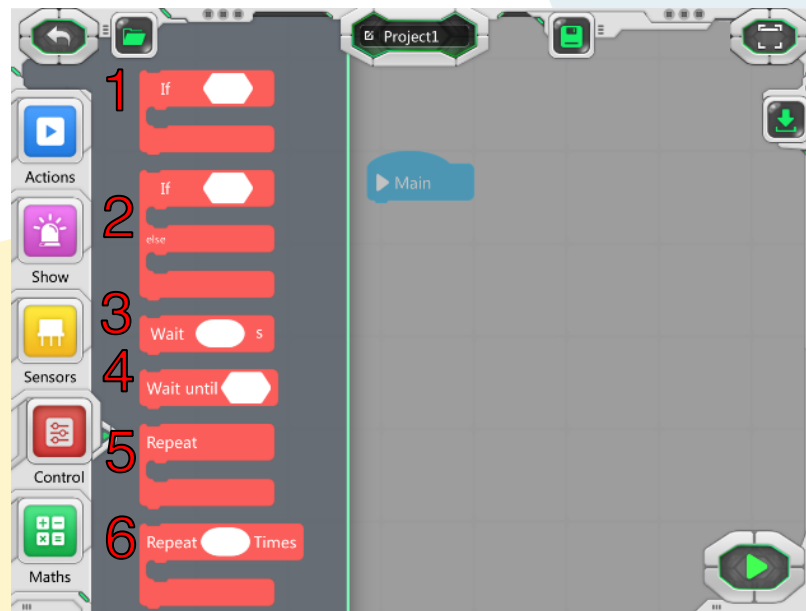 Project1
1
If
Actions
Main
2
If
else
Show
3
Wait s
4
Wait until
Sensors
5
Repeat
Control
6
Repeat Times
Maths